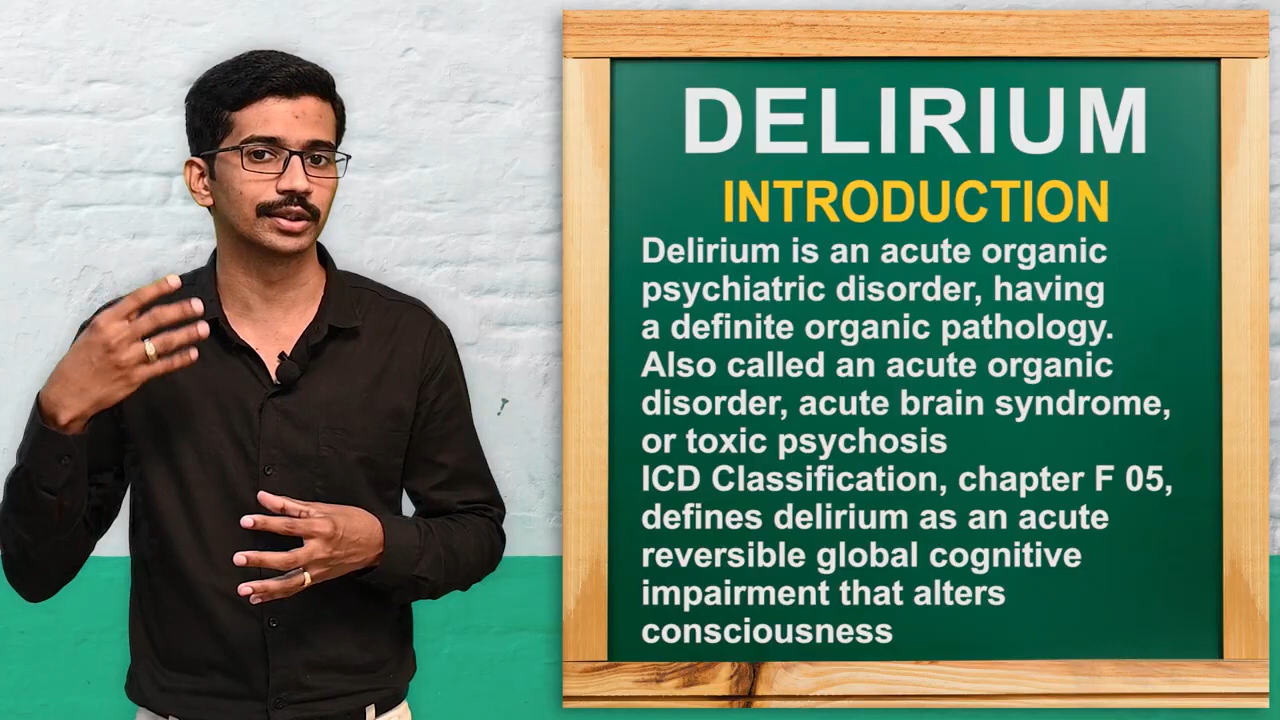 DELIRIUM
INTRODUCTION
Delirium is an acute organic
psychiatric disorder, having
a definite organic pathology.
Also called an acute organic
disorder, acute brain syndrome,
or toxic psychosis
ICD Classification, chapter F 05,
defines delirium as an acute
reversible global cognitive
impairment that alters
consciousness